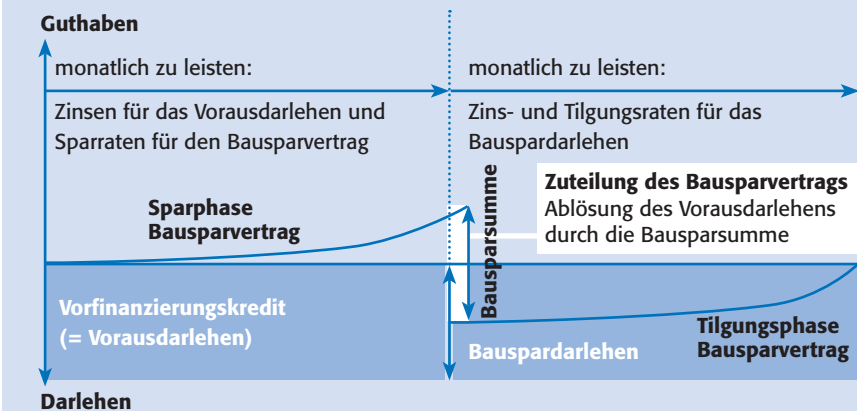 Guthaben
monatlich zu leisten:
Zinsen für das Vorausdarlehen und
Sparraten für den Bausparvertrag
monatlich zu leisten:
Zins- und Tilgungsraten für das
Bauspardarlehen
Sparphase
Bausparvertrag
Bausparsumme
Zuteilung des Bausparvertrags
Ablösung des Vorausdarlehens
durch die Bausparsumme
Vorfinanzierungskredit
(= Vorausdarlehen)
Bauspardarlehen
Tilgungsphase
Bausparvertrag
Darlehen